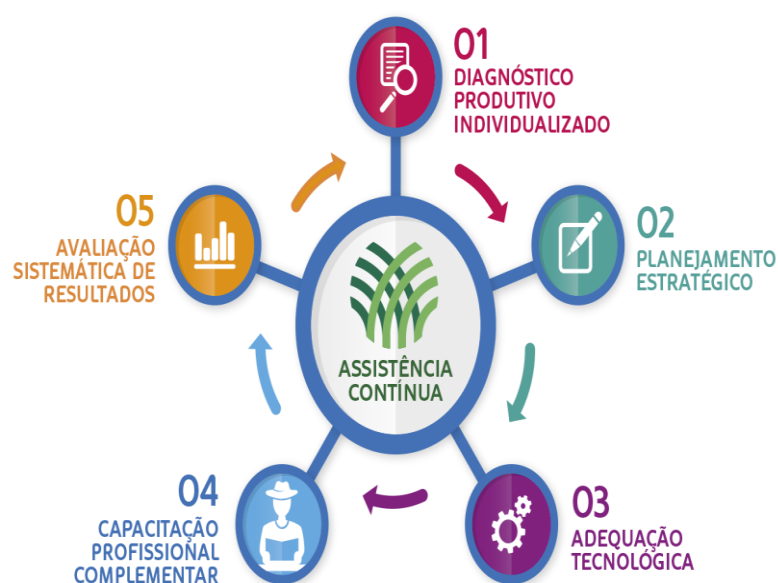 01
DIAGNÓSTICO
PRODUTIVO
INDIVIDUALIZADO
02
PLANEJAMENTO
ESTRATÉGICO
03
ADEQUAÇÃO
TECNOLÓGICA
04
CAPACITAÇÃO
PROFISSIONAL
COMPLEMENTAR
05
AVALIAÇÃO
SISTEMÁTICA DE
RESULTADOS
ASSISTÊNCIA
CONTÍNUA